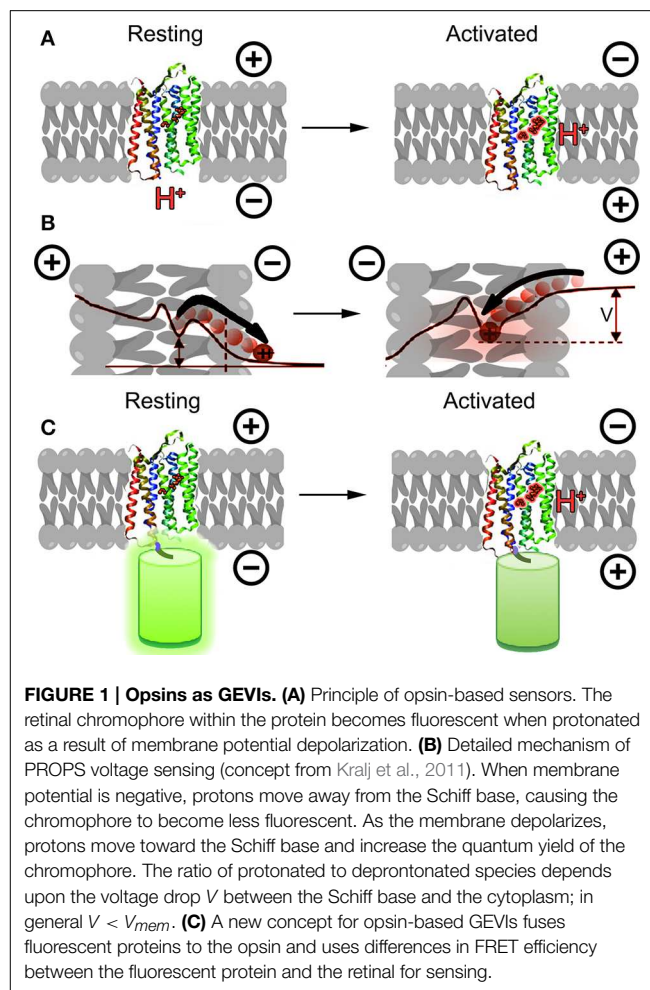 A
Resting
Activated
+
−
H+
H+
−
+
B
+
−
−
+
+
+
V
C
Resting
Activated
+
−
H+
−
+
FIGURE 1 | Opsins as GEVIs. (A) Principle of opsin-based sensors. The
retinal chromophore within the protein becomes fluorescent when protonated
as a result of membrane potential depolarization. (B) Detailed mechanism of
PROPS voltage sensing (concept from Kralj et al., 2011). When membrane
potential is negative, protons move away from the Schiff base, causing the
chromophore to become less fluorescent. As the membrane depolarizes,
protons move toward the Schiff base and increase the quantum yield of the
chromophore. The ratio of protonated to deprontonated species depends
upon the voltage drop V between the Schiff base and the cytoplasm; in
general V < Vmem. (C) A new concept for opsin-based GEVIs fuses
fluorescent proteins to the opsin and uses differences in FRET efficiency
between the fluorescent protein and the retinal for sensing.